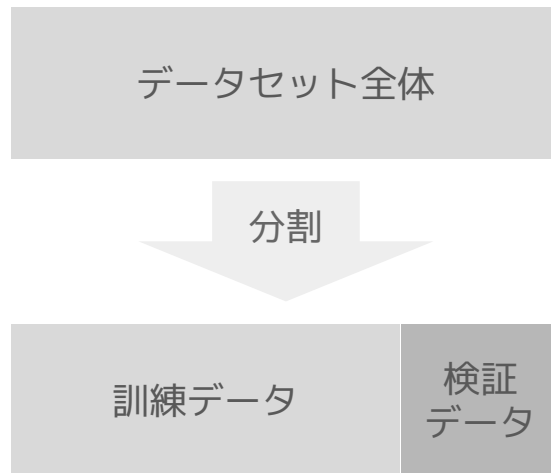 データセット全体
分割
訓練データ
検証
データ